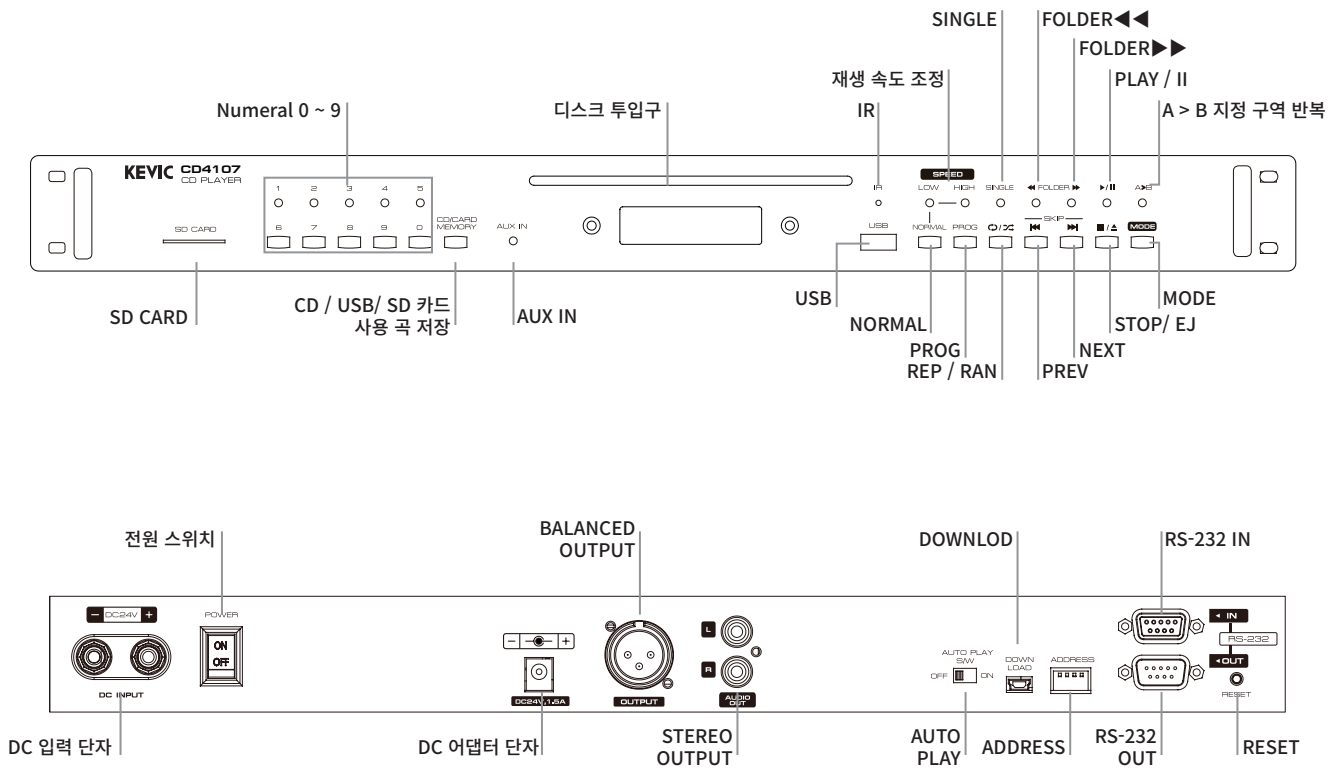 SINGLE
FOLDER◀◀
FOLDER▶▶
재생 속도 조정
PLAY / II
Numeral 0 ~ 9
디스크 투입구
IR
A > B 지정 구역 반복
KEVIC CD4107
CD PLAYER
SPEED
1 2 3 4 5
IR
LOW HIGH SINGLE ◀◀ FOLDER ▶▶ ▶/II A>B
SD CARD
6 7 8 9 0
CD/CARD
MEMORY
AUX IN
USB
NORMAL PROG
SKIP
MODE
SD CARD
CD / USB/ SD 카드
사용 곡 저장
AUX IN
USB
NORMAL
PROG
REP / RAN
PREV
NEXT
STOP/ EJ
MODE
전원 스위치
BALANCED
OUTPUT
DOWNLOD
RS-232 IN
− DC24V +
POWER
ON
OFF
DC INPUT
− +
DC24V,1.5A
OUTPUT
L
R
AUDIO
OUT
AUTO PLAY
S/W
OFF ON
DOWN
LOAD
ADDRESS
◀ IN
RS-232
◀OUT
RESET
DC 입력 단자
DC 어댑터 단자
STEREO
OUTPUT
AUTO
PLAY
ADDRESS
RS-232
OUT
RESET